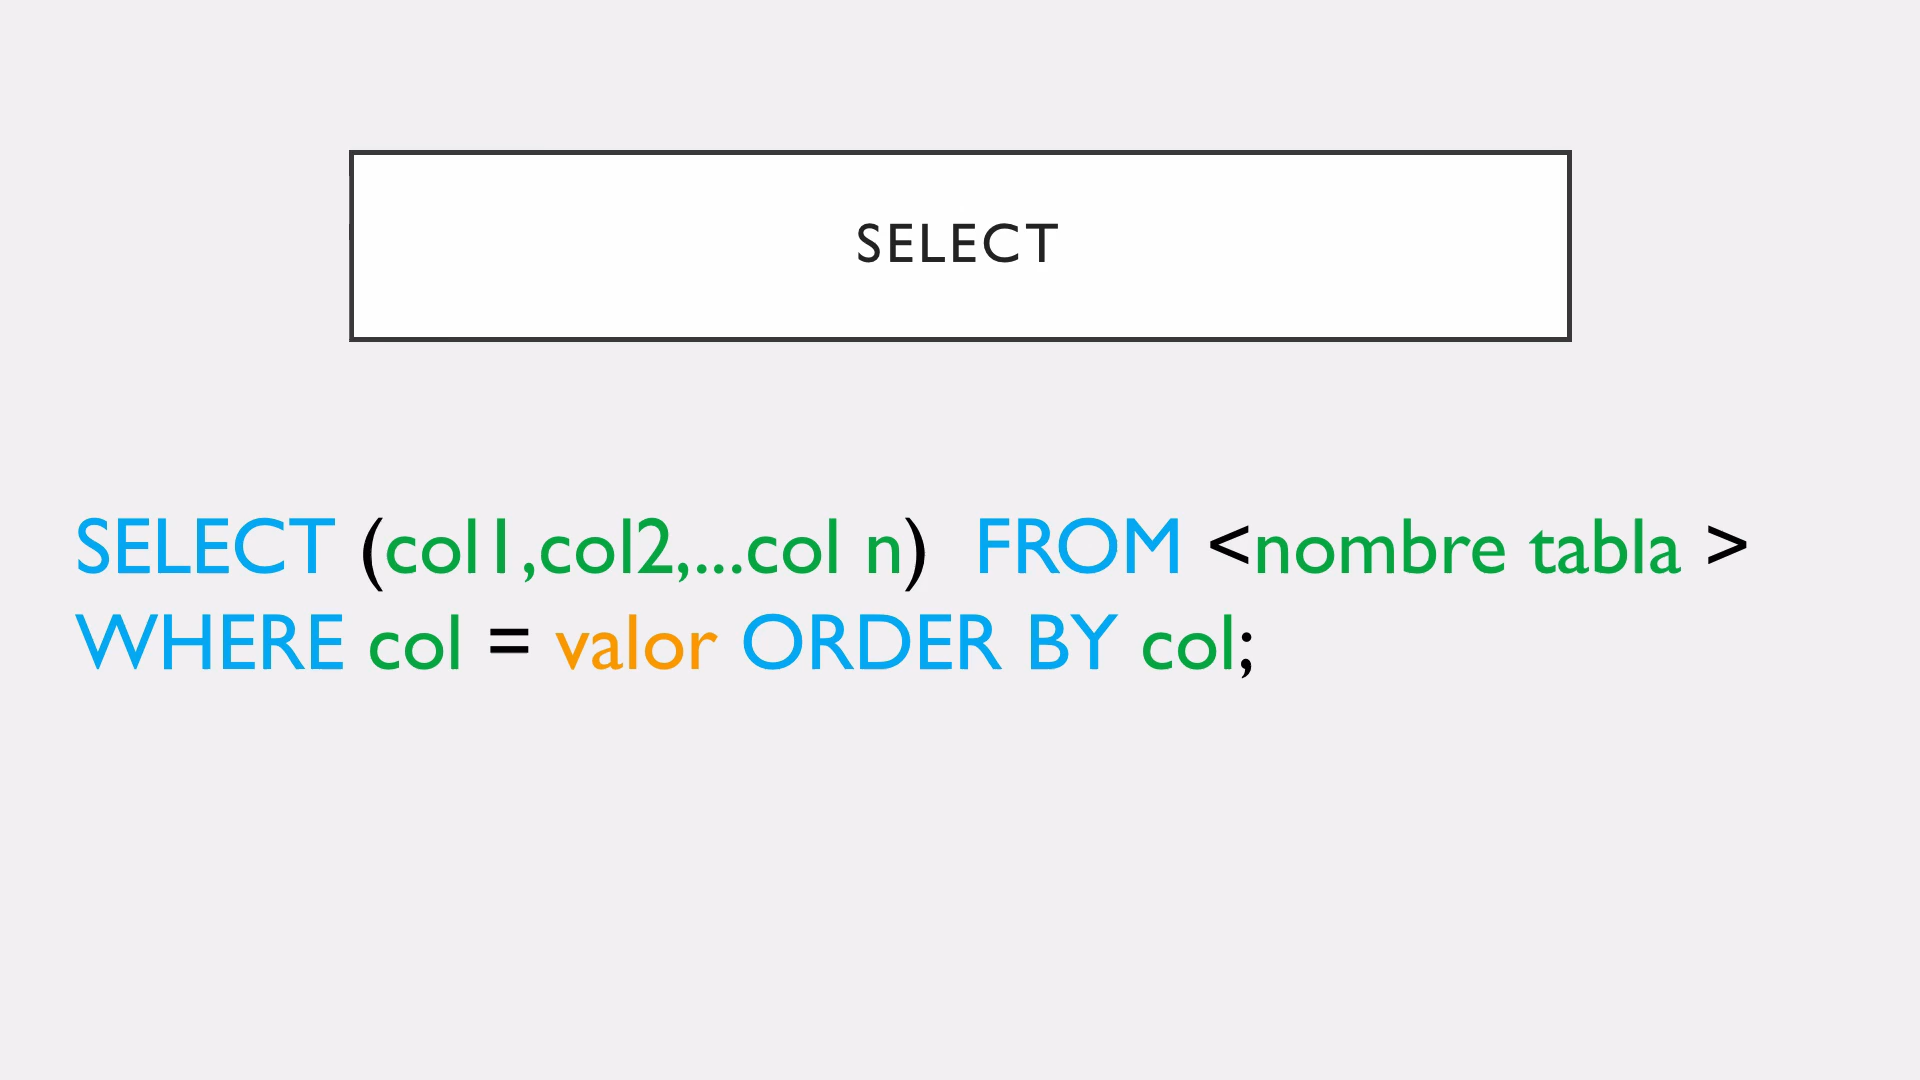 SELECT
SELECT (col1,col2,...col n)  FROM <nombre tabla >
WHERE col = valor ORDER BY col;